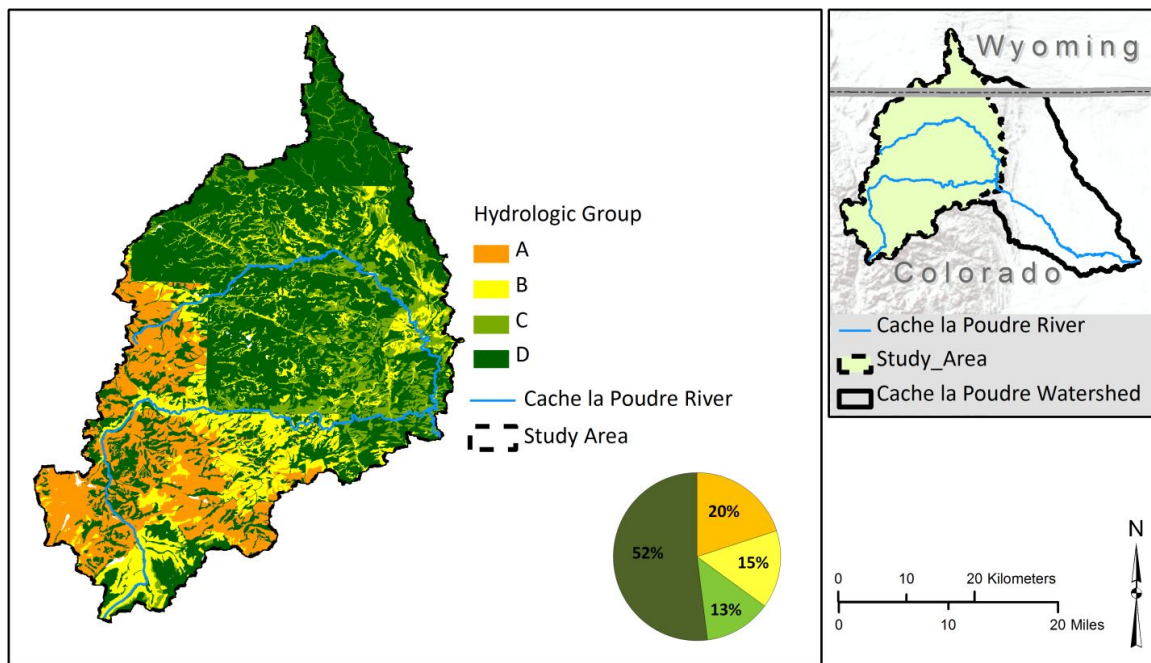 Hydrologic Group
A
B
C
D
Cache la Poudre River
Study Area
20%
15%
13%
52%
Wyoming
Colorado
Cache la Poudre River
Study_Area
Cache la Poudre Watershed
N
0 10 20 Kilometers
0 10 20 Miles